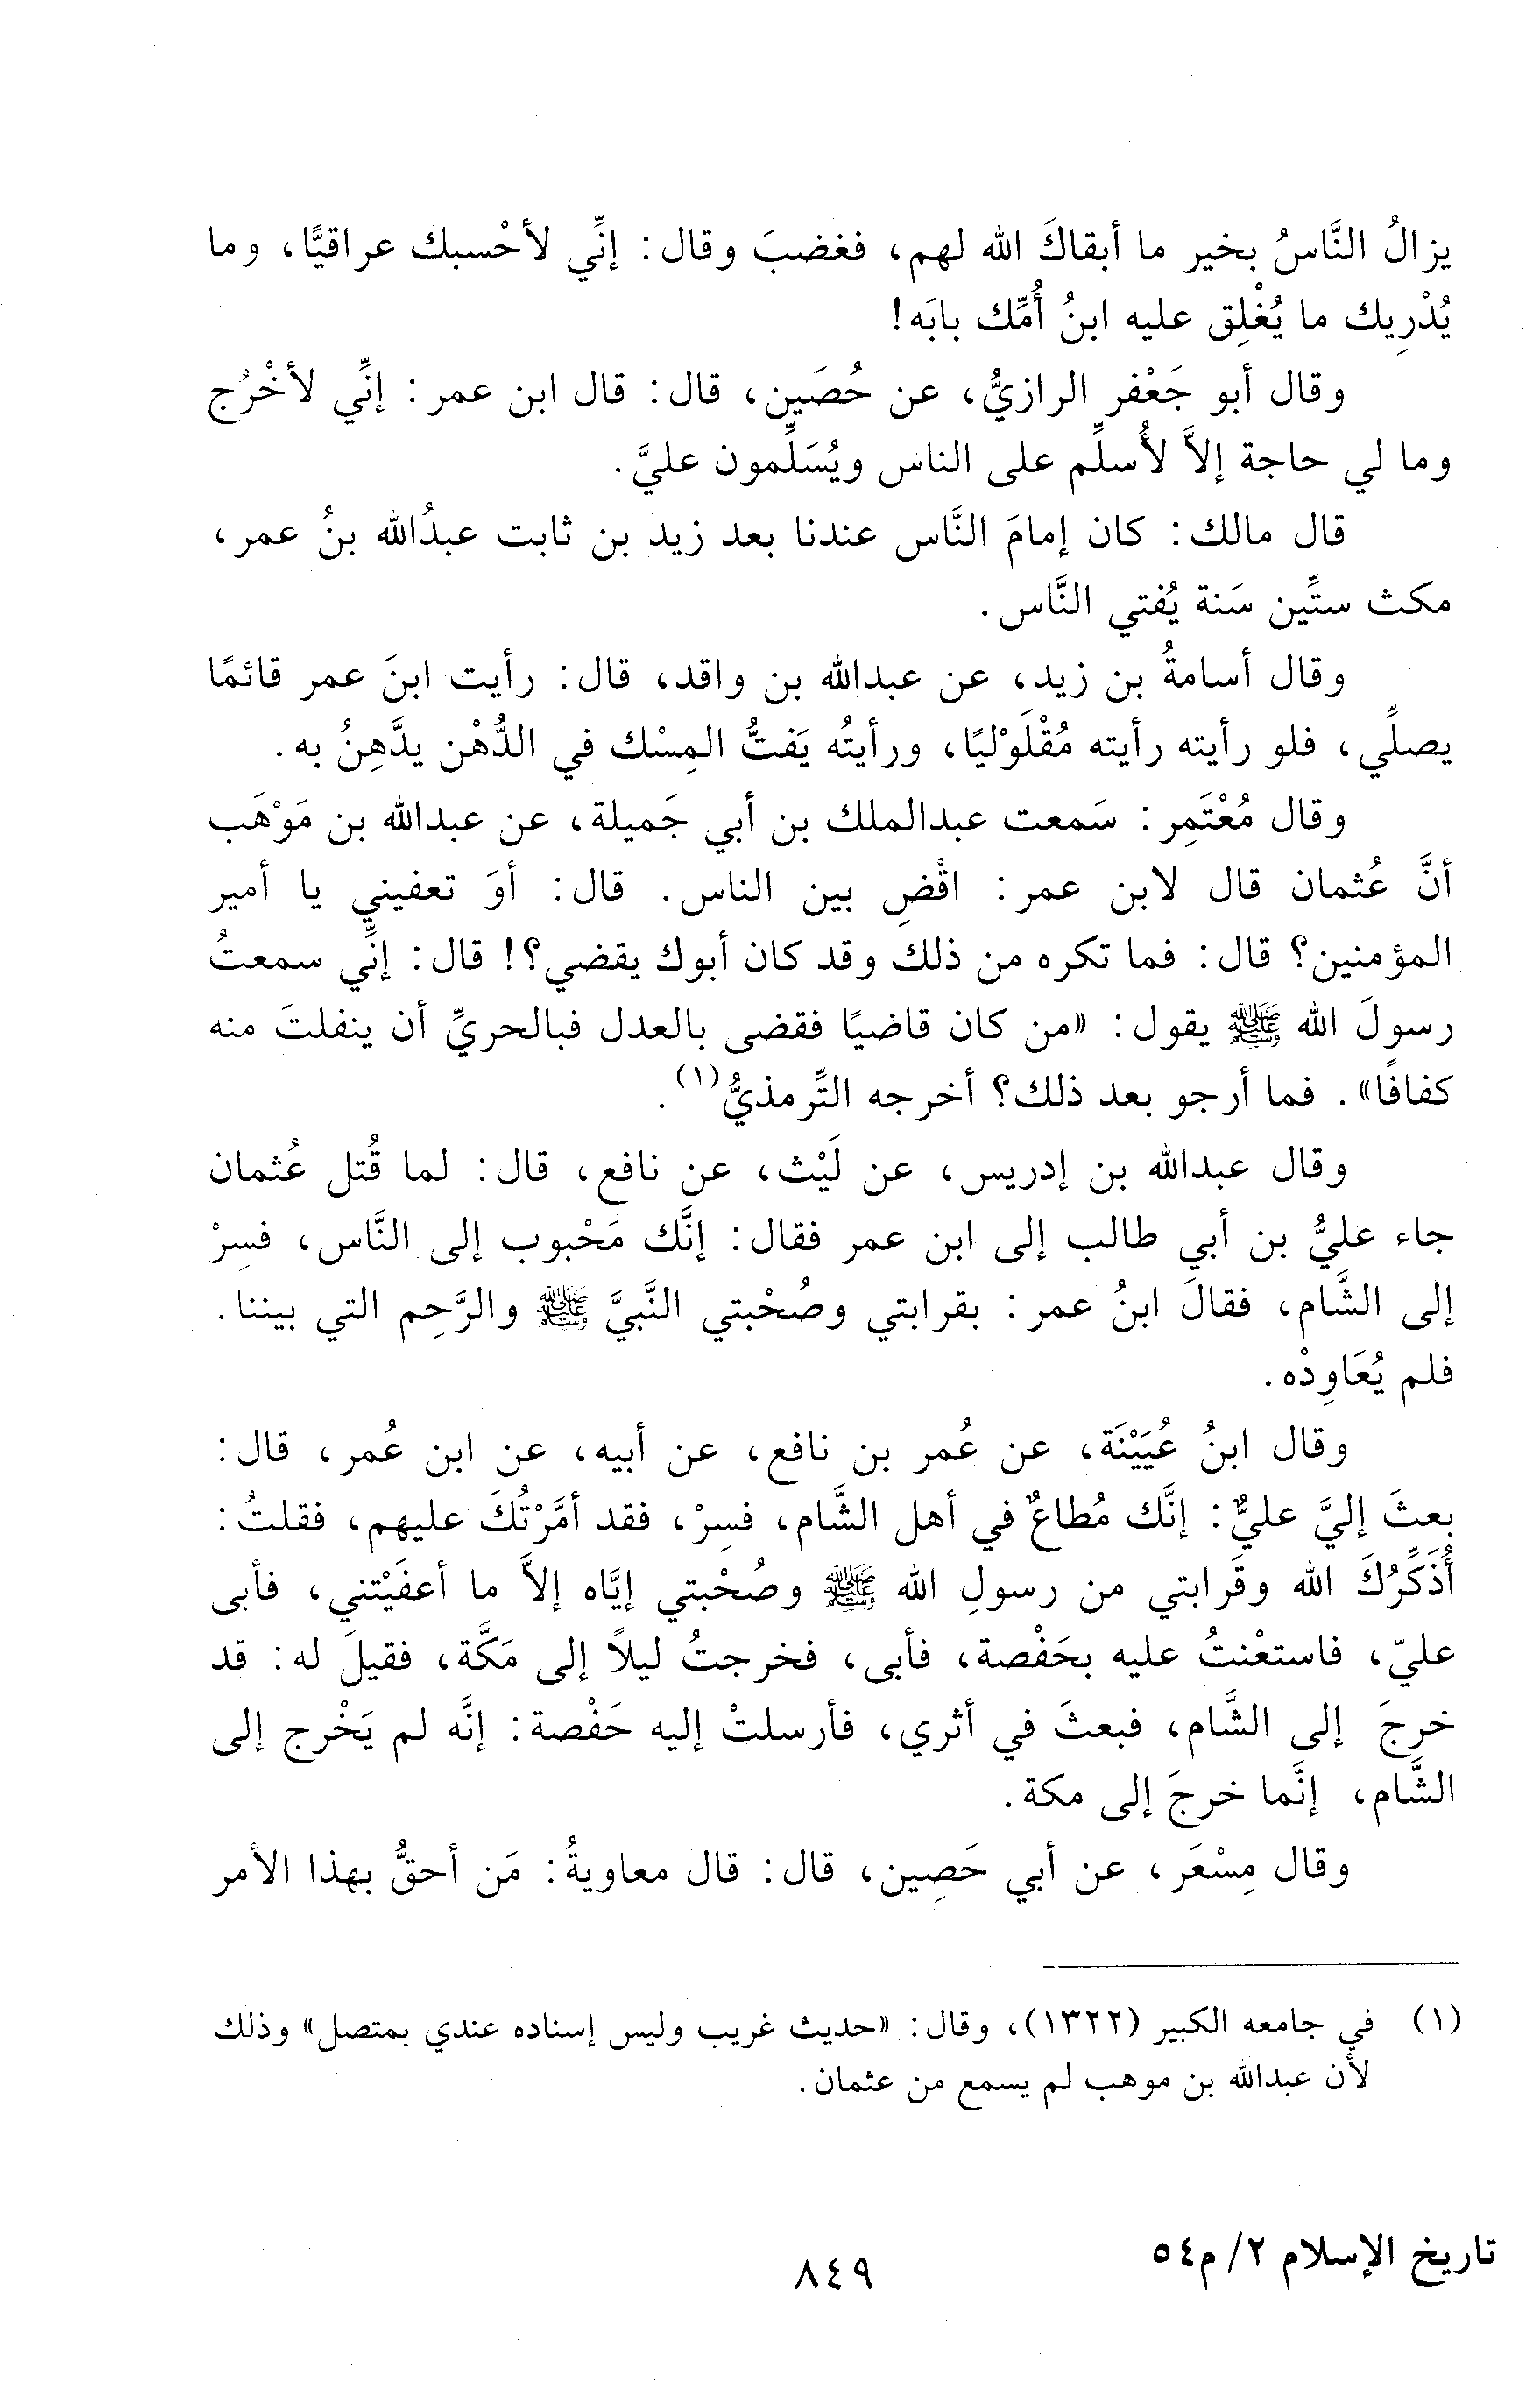 يزالُ النَّاسُ بخير ما أبقاكَ الله لهم، فغضبَ وقال: إنِّي لأحْسبك عراقيًّا، وما
يُدْرِيك ما يُغْلِق عليه ابنُ أُمِّك بابَه!
وقال أبو جَعْفر الرازيُّ، عن حُصَين، قال: قال ابن عمر: إنِّي لأخْرُج
وما لي حاجة إلاَّ لأُسلِّم على الناس ويُسَلِّمون عليَّ.
قال مالك: كان إمامَ النَّاس عندنا بعد زيد بن ثابت عبدُالله بنُ عمر،
مكث ستِّين سَنة يُفتي النَّاس.
وقال أسامةُ بن زيد، عن عبدالله بن واقد، قال: رأيت ابنَ عمر قائمًا
يصلِّي، فلو رأيته رأيته مُقْلَوْليًا، ورأيتُه يَفتُّ المِسْك في الدُّهْن يدَّهِنُ به.
وقال مُعْتَمِر: سَمعت عبدالملك بن أبي جَميلة، عن عبدالله بن مَوْهَب
أنَّ عُثمان قال لابن عمر: اقْضِ بين الناس. قال: أوَ تعفيني يا أمير
المؤمنين؟ قال: فما تكره من ذلك وقد كان أبوك يقضي؟! قال: إنِّي سمعتُ
رسولَ الله ﷺ يقول: «من كان قاضيًا فقضى بالعدل فبالحريِّ أن ينفلتَ منه
كفافًا». فما أرجو بعد ذلك؟ أخرجه التِّرمذيُّ(١).
وقال عبدالله بن إدريس، عن لَيْث، عن نافع، قال: لما قُتل عُثمان
جاء عليُّ بن أبي طالب إلى ابن عمر فقال: إنَّك مَحْبوب إلى النَّاس، فسِرْ
إلى الشَّام، فقالَ ابنُ عمر: بقرابتي وصُحْبتي النَّبيَّ ﷺ والرَّحِم التي بيننا.
فلم يُعَاوِدْه.
وقال ابنُ عُيَيْنَة، عن عُمر بن نافع، عن أبيه، عن ابن عُمر، قال:
بعثَ إليَّ عليٌّ: إنَّك مُطاعٌ في أهل الشَّام، فسِرْ، فقد أمَّرْتُكَ عليهم، فقلتُ:
أُذَكِّرُكَ الله وقَرابتي من رسولِ الله ﷺ وصُحْبتي إيَّاه إلاَّ ما أعفَيْتني، فأبى
عليّ، فاستعْنتُ عليه بحَفْصة، فأبى، فخرجتُ ليلاً إلى مَكَّة، فقيلَ له: قد
خرجَ إلى الشَّام، فبعثَ في أثري، فأرسلتْ إليه حَفْصة: إنَّه لم يَخْرج إلى
الشَّام، إنَّما خرجَ إلى مكة.
وقال مِسْعَر، عن أبي حَصِين، قال: قال معاويةُ: مَن أحقُّ بهذا الأمر
(١) في جامعه الكبير (١٣٢٢)، وقال: «حديث غريب وليس إسناده عندي بمتصل» وذلك
لأن عبدالله بن موهب لم يسمع من عثمان.
تاريخ الإسلام ٢/ م٥٤
٨٤٩